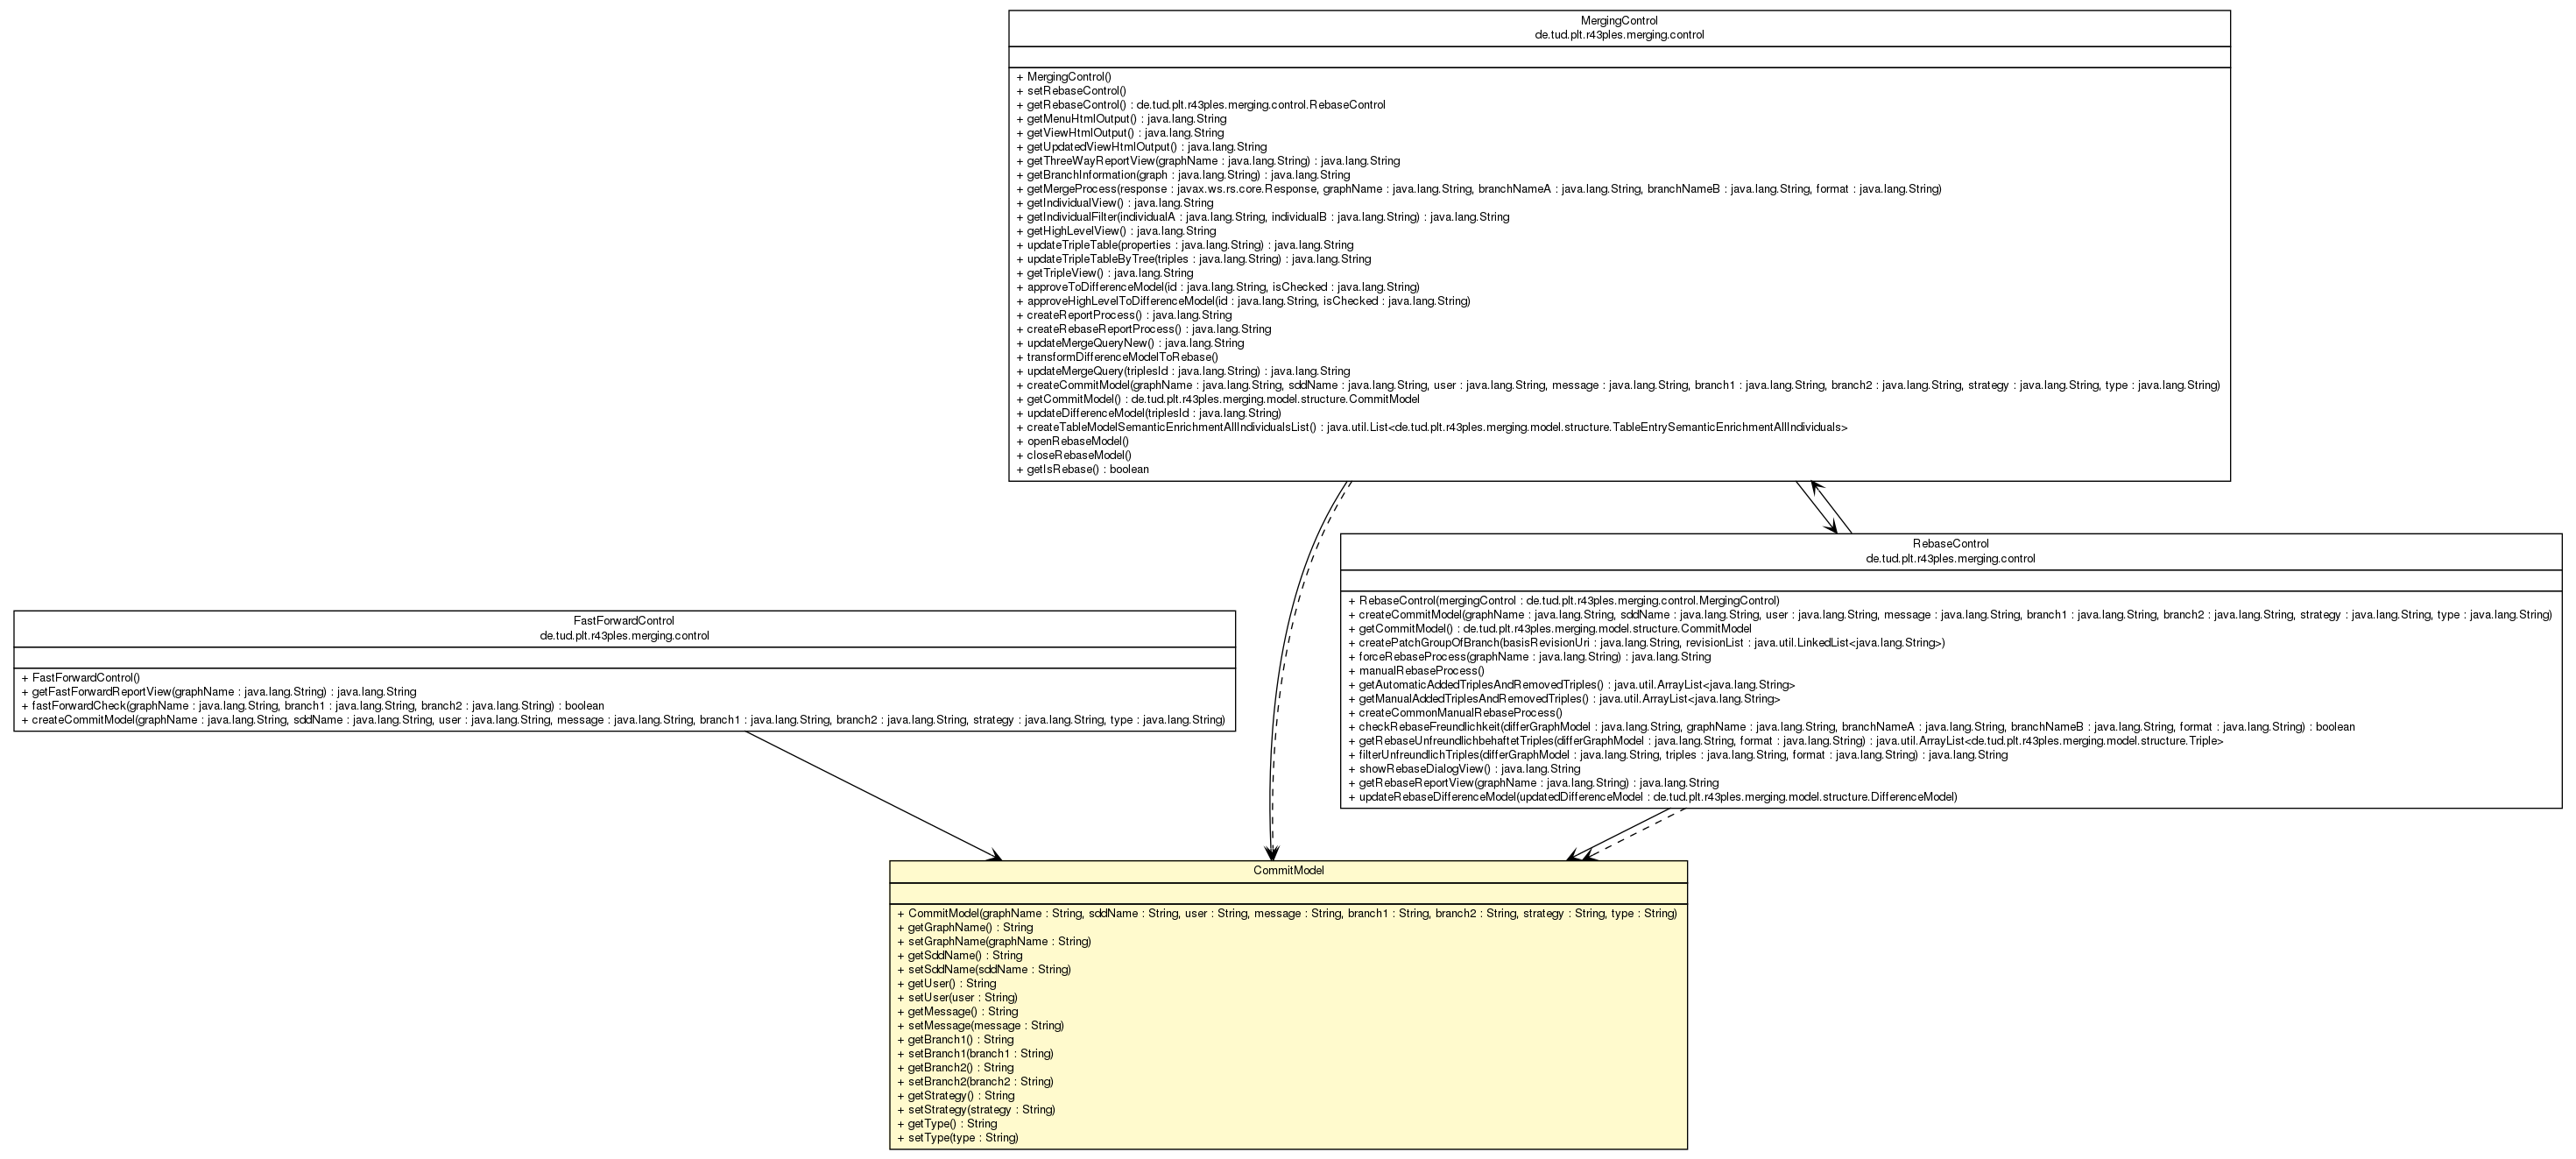 MergingControl
de.tud.plt.r43ples.merging.control
+ MergingControl()
+ setRebaseControl()
+ getRebaseControl() : de.tud.plt.r43ples.merging.control.RebaseControl
+ getMenuHtmlOutput() : java.lang.String
+ getViewHtmlOutput() : java.lang.String
+ getUpdatedViewHtmlOutput() : java.lang.String
+ getThreeWayReportView(graphName : java.lang.String) : java.lang.String
+ getBranchInformation(graph : java.lang.String) : java.lang.String
+ getMergeProcess(response : javax.ws.rs.core.Response, graphName : java.lang.String, branchNameA : java.lang.String, branchNameB : java.lang.String, format : java.lang.String)
+ getIndividualView() : java.lang.String
+ getIndividualFilter(individualA : java.lang.String, individualB : java.lang.String) : java.lang.String
+ getHighLevelView() : java.lang.String
+ updateTripleTable(properties : java.lang.String) : java.lang.String
+ updateTripleTableByTree(triples : java.lang.String) : java.lang.String
+ getTripleView() : java.lang.String
+ approveToDifferenceModel(id : java.lang.String, isChecked : java.lang.String)
+ approveHighLevelToDifferenceModel(id : java.lang.String, isChecked : java.lang.String)
+ createReportProcess() : java.lang.String
+ createRebaseReportProcess() : java.lang.String
+ updateMergeQueryNew() : java.lang.String
+ transformDifferenceModelToRebase()
+ updateMergeQuery(triplesId : java.lang.String) : java.lang.String
+ createCommitModel(graphName : java.lang.String, sddName : java.lang.String, user : java.lang.String, message : java.lang.String, branch1 : java.lang.String, branch2 : java.lang.String, strategy : java.lang.String, type : java.lang.String)
+ getCommitModel() : de.tud.plt.r43ples.merging.model.structure.CommitModel
+ updateDifferenceModel(triplesId : java.lang.String)
+ createTableModelSemanticEnrichmentAllIndividualsList() : java.util.List<de.tud.plt.r43ples.merging.model.structure.TableEntrySemanticEnrichmentAllIndividuals>
+ openRebaseModel()
+ closeRebaseModel()
+ getIsRebase() : boolean
RebaseControl
de.tud.plt.r43ples.merging.control
+ RebaseControl(mergingControl : de.tud.plt.r43ples.merging.control.MergingControl)
+ createCommitModel(graphName : java.lang.String, sddName : java.lang.String, user : java.lang.String, message : java.lang.String, branch1 : java.lang.String, branch2 : java.lang.String, strategy : java.lang.String, type : java.lang.String)
+ getCommitModel() : de.tud.plt.r43ples.merging.model.structure.CommitModel
+ createPatchGroupOfBranch(basisRevisionUri : java.lang.String, revisionList : java.util.LinkedList<java.lang.String>)
+ forceRebaseProcess(graphName : java.lang.String) : java.lang.String
+ manualRebaseProcess()
+ getAutomaticAddedTriplesAndRemovedTriples() : java.util.ArrayList<java.lang.String>
+ getManualAddedTriplesAndRemovedTriples() : java.util.ArrayList<java.lang.String>
+ createCommonManualRebaseProcess()
+ checkRebaseFreundlichkeit(differGraphModel : java.lang.String, graphName : java.lang.String, branchNameA : java.lang.String, branchNameB : java.lang.String, format : java.lang.String) : boolean
+ getRebaseUnfreundlichbehaftetTriples(differGraphModel : java.lang.String, format : java.lang.String) : java.util.ArrayList<de.tud.plt.r43ples.merging.model.structure.Triple>
+ filterUnfreundlichTriples(differGraphModel : java.lang.String, triples : java.lang.String, format : java.lang.String) : java.lang.String
+ showRebaseDialogView() : java.lang.String
+ getRebaseReportView(graphName : java.lang.String) : java.lang.String
+ updateRebaseDifferenceModel(updatedDifferenceModel : de.tud.plt.r43ples.merging.model.structure.DifferenceModel)
FastForwardControl
de.tud.plt.r43ples.merging.control
+ FastForwardControl()
+ getFastForwardReportView(graphName : java.lang.String) : java.lang.String
+ fastForwardCheck(graphName : java.lang.String, branch1 : java.lang.String, branch2 : java.lang.String) : boolean
+ createCommitModel(graphName : java.lang.String, sddName : java.lang.String, user : java.lang.String, message : java.lang.String, branch1 : java.lang.String, branch2 : java.lang.String, strategy : java.lang.String, type : java.lang.String)
CommitModel
+ CommitModel(graphName : String, sddName : String, user : String, message : String, branch1 : String, branch2 : String, strategy : String, type : String)
+ getGraphName() : String
+ setGraphName(graphName : String)
+ getSddName() : String
+ setSddName(sddName : String)
+ getUser() : String
+ setUser(user : String)
+ getMessage() : String
+ setMessage(message : String)
+ getBranch1() : String
+ setBranch1(branch1 : String)
+ getBranch2() : String
+ setBranch2(branch2 : String)
+ getStrategy() : String
+ setStrategy(strategy : String)
+ getType() : String
+ setType(type : String)